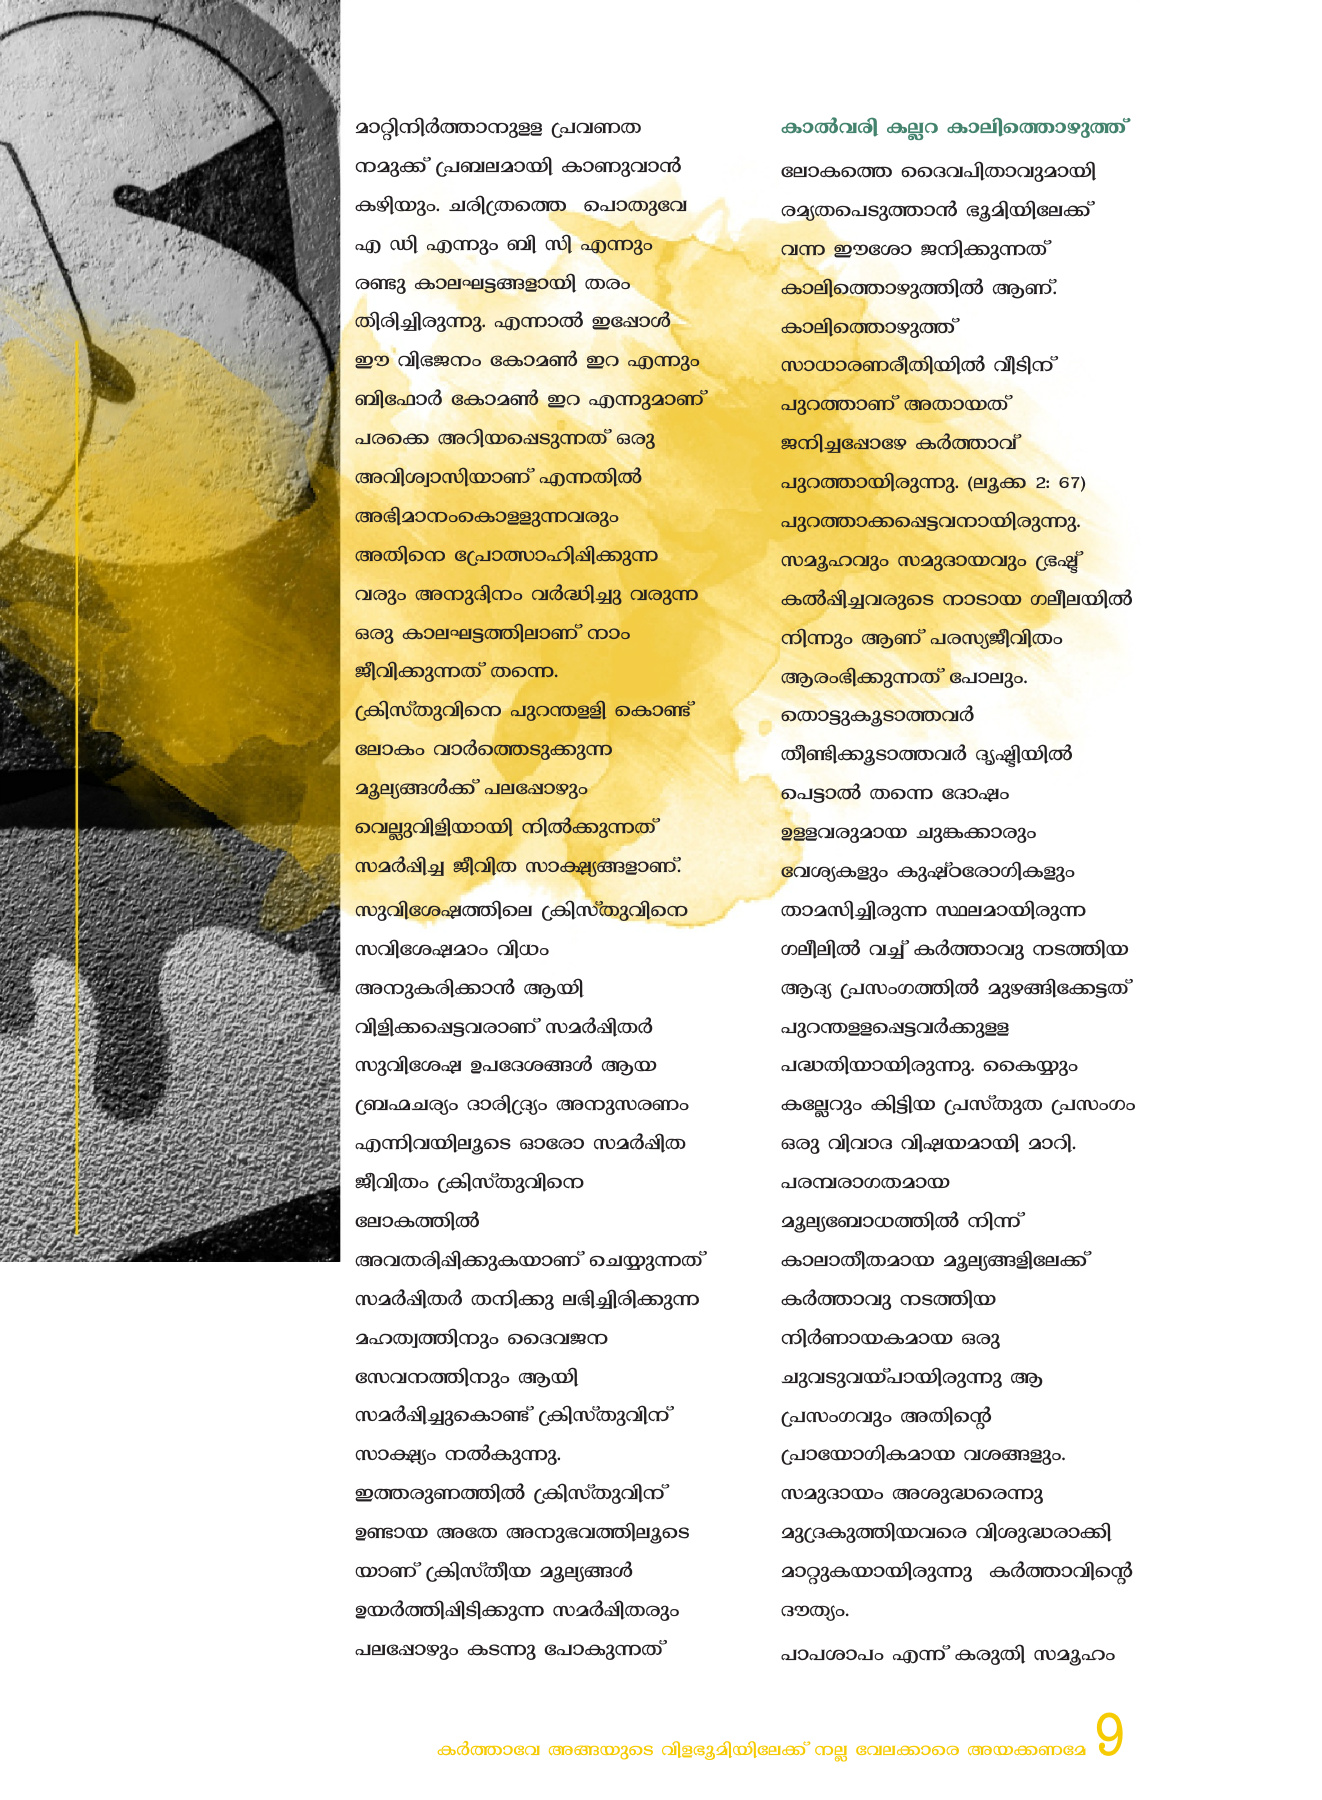 മാറ്റിനിർത്താനുളള പ്രവണത
നമുക്ക് പ്രബലമായി കാണുവാൻ
കഴിയും. ചരിത്രത്തെ പൊതുവേ
എ ഡി എന്നും ബി സി എന്നും
രണ്ടു കാലഘട്ടങ്ങളായി തരം
തിരിച്ചിരുന്നു. എന്നാൽ ഇപ്പോൾ
ഈ വിഭജനം കോമൺ ഇറ എന്നും
ബിഫോർ കോമൺ ഇറ എന്നുമാണ്
പരക്കെ അറിയപ്പെടുന്നത് ഒരു
അവിശ്വാസിയാണ് എന്നതിൽ
അഭിമാനംകൊളളുന്നവരും
അതിനെ പ്രോത്സാഹിപ്പിക്കുന്ന
വരും അനുദിനം വർദ്ധിച്ചു വരുന്ന
ഒരു കാലഘട്ടത്തിലാണ് നാം
ജീവിക്കുന്നത് തന്നെ.
ക്രിസ്തുവിനെ പുറന്തളളി കൊണ്ട്
ലോകം വാർത്തെടുക്കുന്ന
മൂല്യങ്ങൾക്ക് പലപ്പോഴും
വെല്ലുവിളിയായി നിൽക്കുന്നത്
സമർപ്പിച്ച ജീവിത സാക്ഷ്യങ്ങളാണ്.
സുവിശേഷത്തിലെ ക്രിസ്തുവിനെ
സവിശേഷമാം വിധം
അനുകരിക്കാൻ ആയി
വിളിക്കപ്പെട്ടവരാണ് സമർപ്പിതർ
സുവിശേഷ ഉപദേശങ്ങൾ ആയ
ബ്രഹ്മചര്യം ദാരിദ്ര്യം അനുസരണം
എന്നിവയിലൂടെ ഓരോ സമർപ്പിത
ജീവിതം ക്രിസ്തുവിനെ
ലോകത്തിൽ
അവതരിപ്പിക്കുകയാണ് ചെയ്യുന്നത്
സമർപ്പിതർ തനിക്കു ലഭിച്ചിരിക്കുന്ന
മഹത്വത്തിനും ദൈവജന
സേവനത്തിനും ആയി
സമർപ്പിച്ചുകൊണ്ട് ക്രിസ്തുവിന്
സാക്ഷ്യം നൽകുന്നു.
ഇത്തരുണത്തിൽ ക്രിസ്തുവിന്
ഉണ്ടായ അതേ അനുഭവത്തിലൂടെ
യാണ് ക്രിസ്തീയ മൂല്യങ്ങൾ
ഉയർത്തിപ്പിടിക്കുന്ന സമർപ്പിതരും
പലപ്പോഴും കടന്നു പോകുന്നത്
കാൽവരി കല്ലറ കാലിത്തൊഴുത്ത്
ലോകത്തെ ദൈവപിതാവുമായി
രമ്യതപെടുത്താൻ ഭൂമിയിലേക്ക്
വന്ന ഈശോ ജനിക്കുന്നത്
കാലിത്തൊഴുത്തിൽ ആണ്.
കാലിത്തൊഴുത്ത്
സാധാരണരീതിയിൽ വീടിന്
പുറത്താണ് അതായത്
ജനിച്ചപ്പോഴേ കർത്താവ്
പുറത്തായിരുന്നു. (ലൂക്ക 2: 67)
പുറത്താക്കപ്പെട്ടവനായിരുന്നു.
സമൂഹവും സമുദായവും ഭ്രഷ്ട്
കൽപ്പിച്ചവരുടെ നാടായ ഗലീലയിൽ
നിന്നും ആണ് പരസ്യജീവിതം
ആരംഭിക്കുന്നത് പോലും.
തൊട്ടുകൂടാത്തവർ
തീണ്ടിക്കൂടാത്തവർ ദൃഷ്ടിയിൽ
പെട്ടാൽ തന്നെ ദോഷം
ഉളളവരുമായ ചുങ്കക്കാരും
വേശ്യകളും കുഷ്ഠരോഗികളും
താമസിച്ചിരുന്ന സ്ഥലമായിരുന്ന
ഗലീലിൽ വച്ച് കർത്താവു നടത്തിയ
ആദ്യ പ്രസംഗത്തിൽ മുഴങ്ങിക്കേട്ടത്
പുറന്തളളപ്പെട്ടവർക്കുളള
പദ്ധതിയായിരുന്നു. കൈയ്യും
കല്ലേറും കിട്ടിയ പ്രസ്തുത പ്രസംഗം
ഒരു വിവാദ വിഷയമായി മാറി.
പരമ്പരാഗതമായ
മൂല്യബോധത്തിൽ നിന്ന്
കാലാതീതമായ മൂല്യങ്ങളിലേക്ക്
കർത്താവു നടത്തിയ
നിർണായകമായ ഒരു
ചുവടുവയ്പായിരുന്നു ആ
പ്രസംഗവും അതിന്റെ
പ്രായോഗികമായ വശങ്ങളും.
സമുദായം അശുദ്ധരെന്നു
മുദ്രകുത്തിയവരെ വിശുദ്ധരാക്കി
മാറ്റുകയായിരുന്നു കർത്താവിന്റെ
ദൗത്യം.
പാപശാപം എന്ന് കരുതി സമൂഹം
കർത്താവേ അങ്ങയുടെ വിളഭൂമിയിലേക്ക് നല്ല വേലക്കാരെ അയക്കണമേ 9